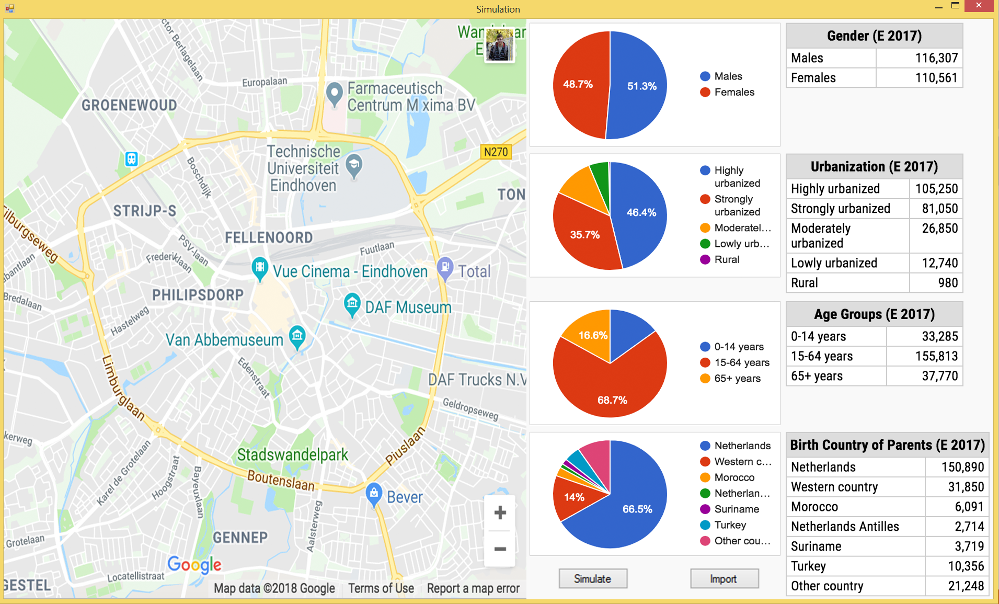 Simulation
Wan
ar
E
ctor Berlagelaan
Europalaan
Farmaceutisch
Centrum M xima BV
GROENEWOUD
N270
Technische
Universiteit
Eindhoven
Boschdijk
TON
STRIJP-S
ilburgseweg
FELLENOORD
PSV-laan
Fuutlaan
Frederiklaan
abantlaan
Vue Cinema - Eindhoven
Total
PHILIPSDORP
Bredalaan
DAF Museum
Hastelweg
Van Abbemuseum
Limburglaan
Edenstraat
DAF Trucks N.V
Geldropseweg
kerweg
Piuslaan
Stadswandelpark
Karel de Grotelaan
Hoogstraat
Bayeuxlaan
Boutenslaan
Bever
Aalsterweg
GENNEP
Grotelaan
Google
Locatellistraat
GESTEL
Map data ©2018 Google
Terms of Use
Report a map error
48.7%
51.3%
Males
Females
Gender (E 2017)
Males 116,307
Females 110,561
46.4%
35.7%
Highly
urbanized
Strongly
urbanized
Moderatel...
Lowly urb...
Rural
Urbanization (E 2017)
Highly urbanized 105,250
Strongly urbanized 81,050
Moderately 26,850
urbanized
Lowly urbanized 12,740
Rural 980
16.6%
68.7%
0-14 years
15-64 years
65+ years
Age Groups (E 2017)
0-14 years 33,285
15-64 years 155,813
65+ years 37,770
14%
66.5%
Netherlands
Western c...
Morocco
Netherlan...
Suriname
Turkey
Other cou...
Birth Country of Parents (E 2017)
Netherlands 150,890
Western country 31,850
Morocco 6,091
Netherlands Antilles 2,714
Suriname 3,719
Turkey 10,356
Other country 21,248
Simulate
Import